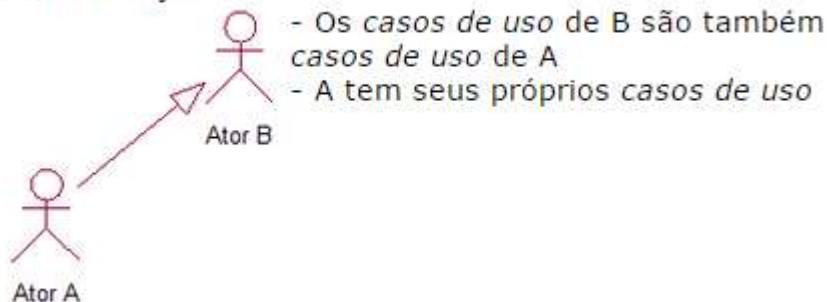 - Os casos de uso de B são também
casos de uso de A
- A tem seus próprios casos de uso
Ator B
Ator A